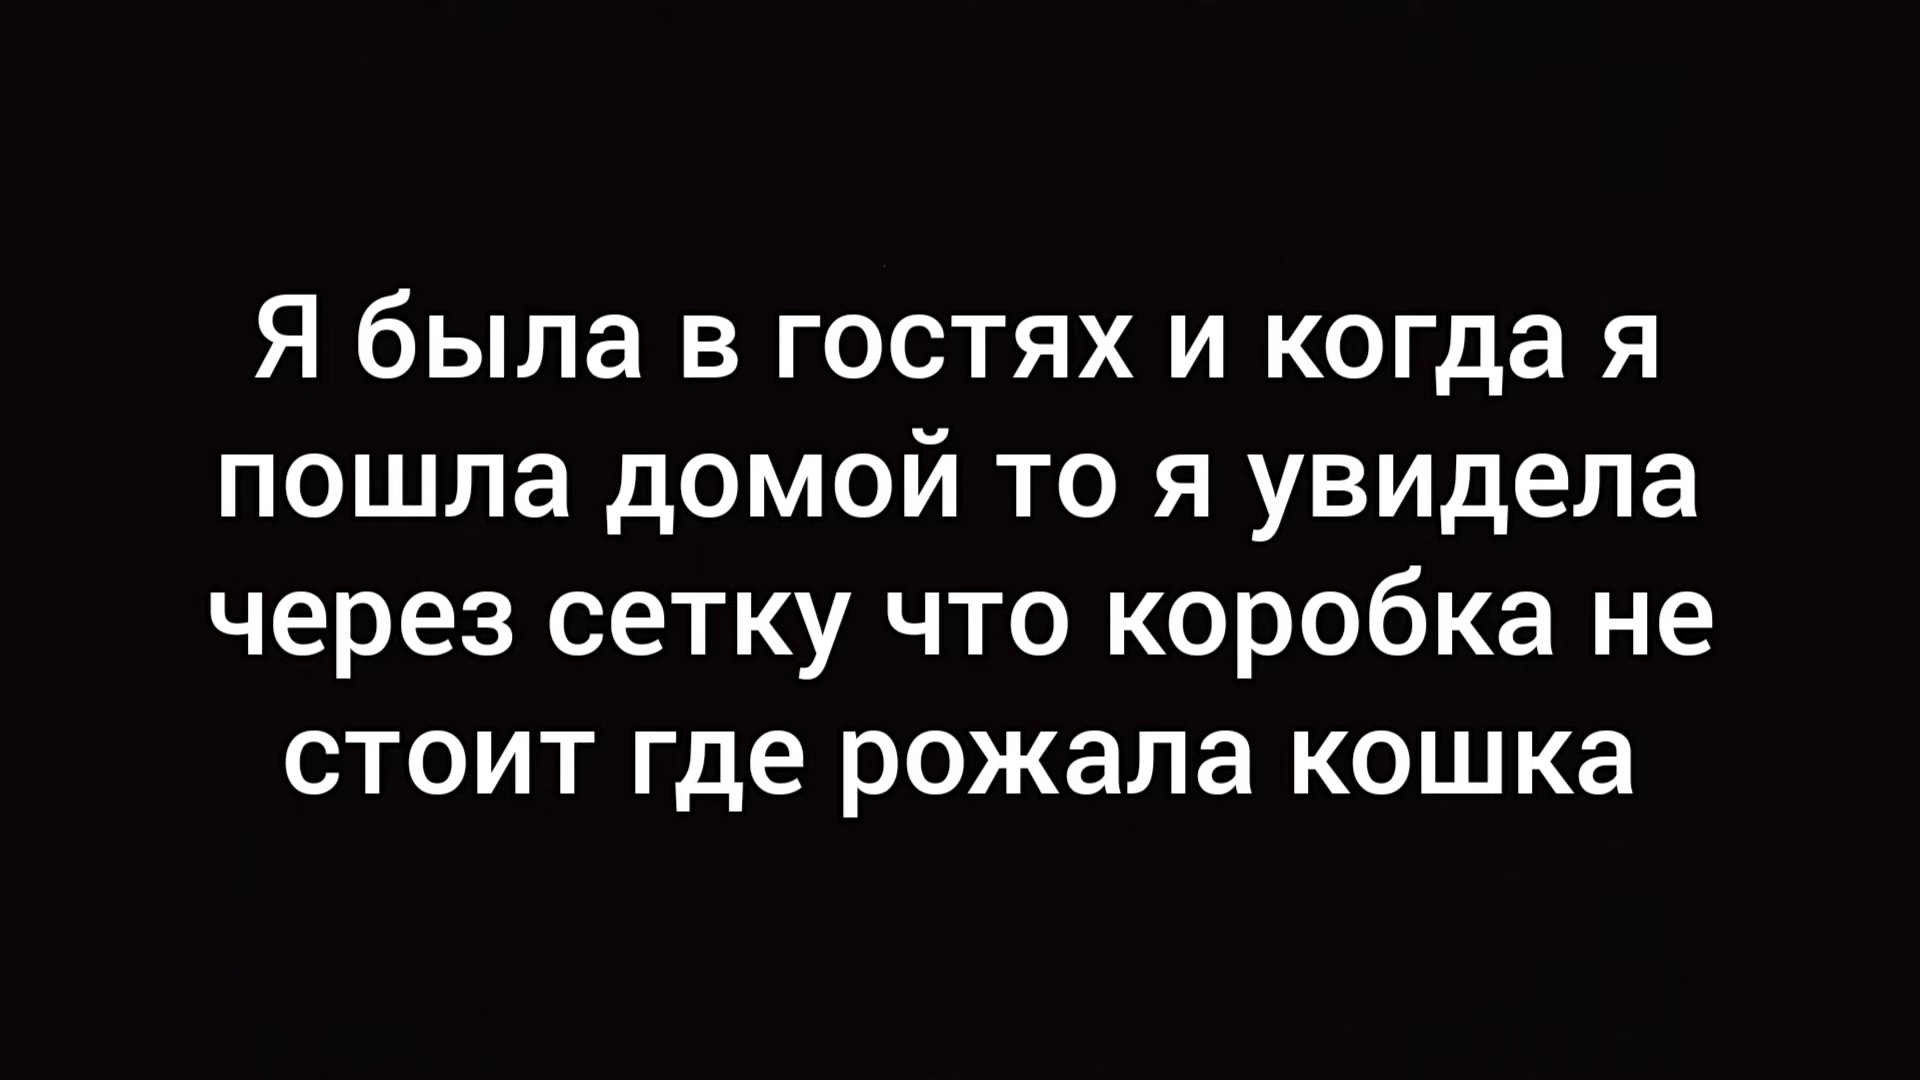 Я была в гостях и когда я
пошла домой то я увидела
через сетку что коробка не
стоит где рожала кошка